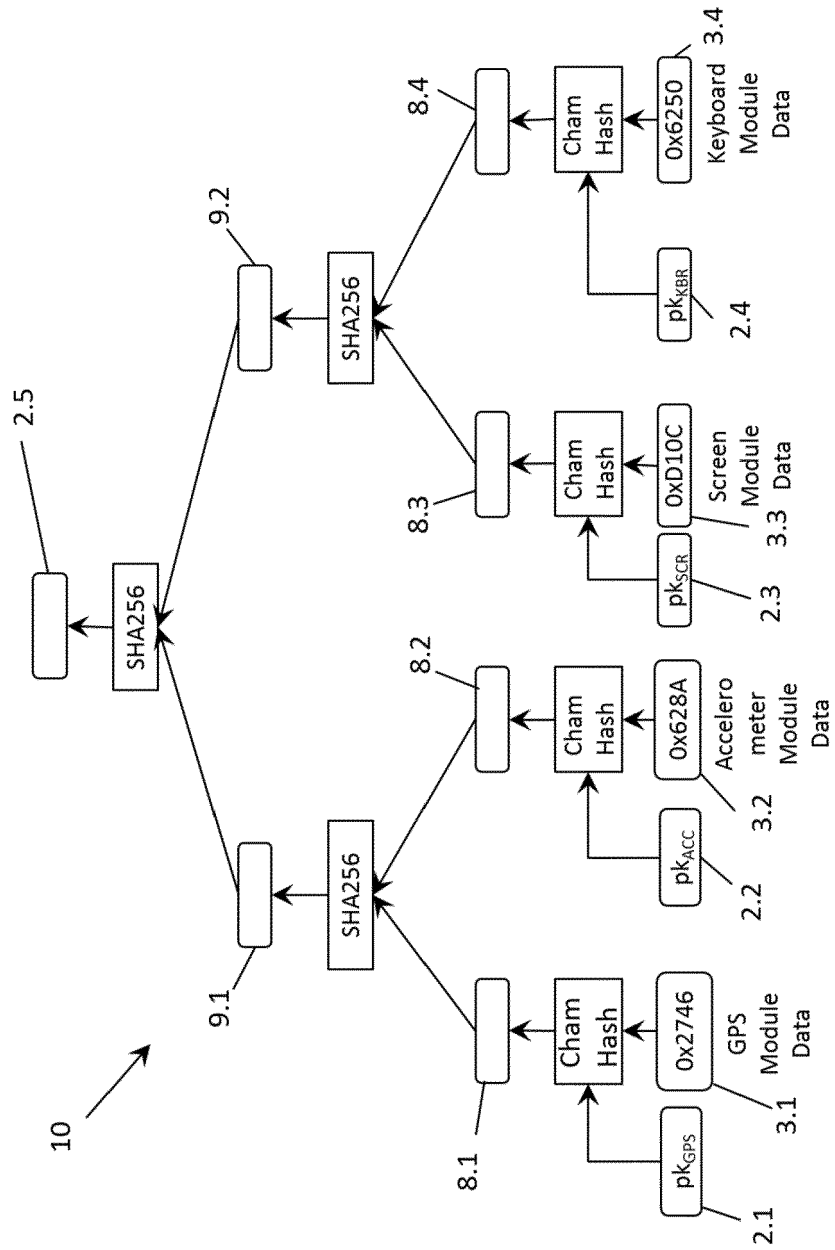 10
2.5
SHA256
9.1
9.2
SHA256
SHA256
8.1
8.2
8.3
8.4
Cham
Hash
Cham
Hash
Cham
Hash
Cham
Hash
pkGPS
2.1
0x2746
3.1
GPS
Module
Data
pkACC
2.2
0x628A
3.2
Accelero
meter
Module
Data
pkSCR
2.3
0xD10C
3.3
Screen
Module
Data
pkKBR
2.4
0x6250
3.4
Keyboard
Module
Data